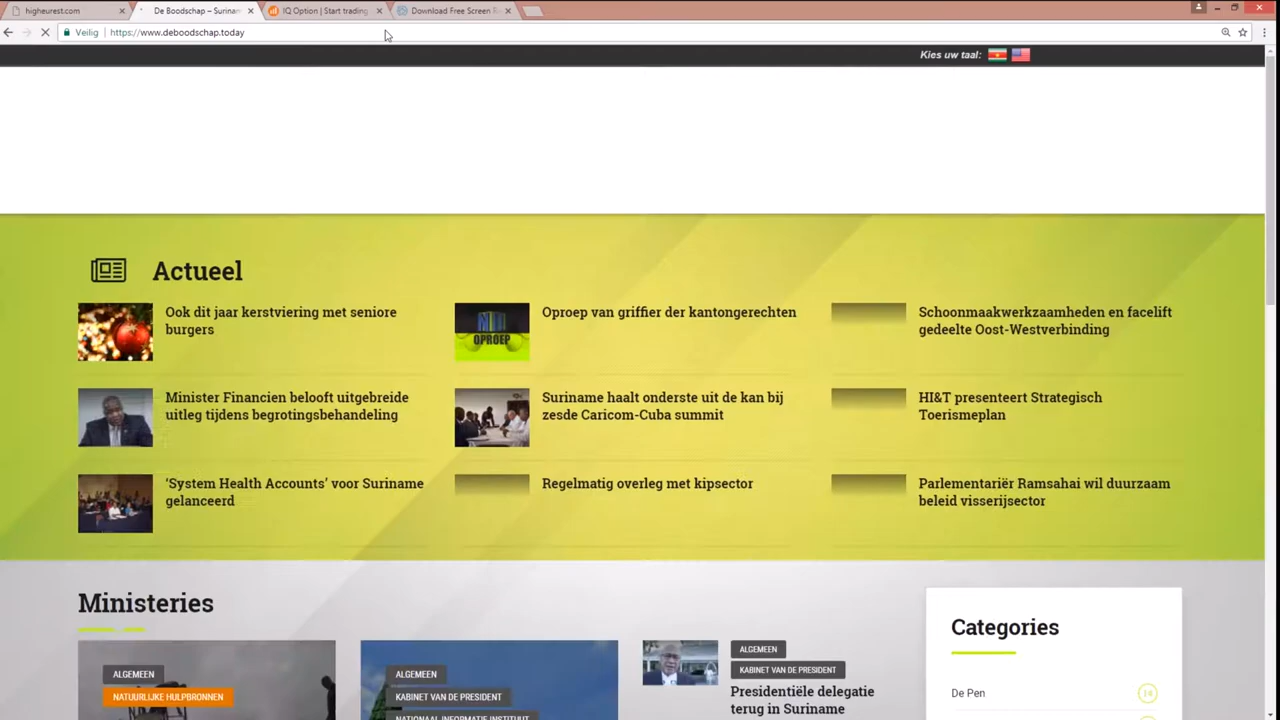 higheurest.com
De Boodschap – Surinam
IQ Option | Start trading
Download Free Screen R
Veilig
https://www.deboodschap.today
Kies uw taal:
Actueel
Ook dit jaar kerstviering met seniore
burgers
Oproep van griffier der kantongerechten
OPROEP
Schoonmaakwerkzaamheden en facelift
gedeelte Oost-Westverbinding
Minister Financien belooft uitgebreide
uitleg tijdens begrotingsbehandeling
Suriname haalt onderste uit de kan bij
zesde Caricom-Cuba summit
HI&T presenteert Strategisch
Toerismeplan
‘System Health Accounts’ voor Suriname
gelanceerd
Regelmatig overleg met kipsector
Parlementariër Ramsahai wil duurzaam
beleid visserijsector
Ministeries
Categories
ALGEMEEN
NATUURLIJKE HULPBRONNEN
ALGEMEEN
KABINET VAN DE PRESIDENT
NATIONAAL INFORMATIE INSTITUUT
ALGEMEEN
KABINET VAN DE PRESIDENT
Presidentiële delegatie
terug in Suriname
De Pen
14